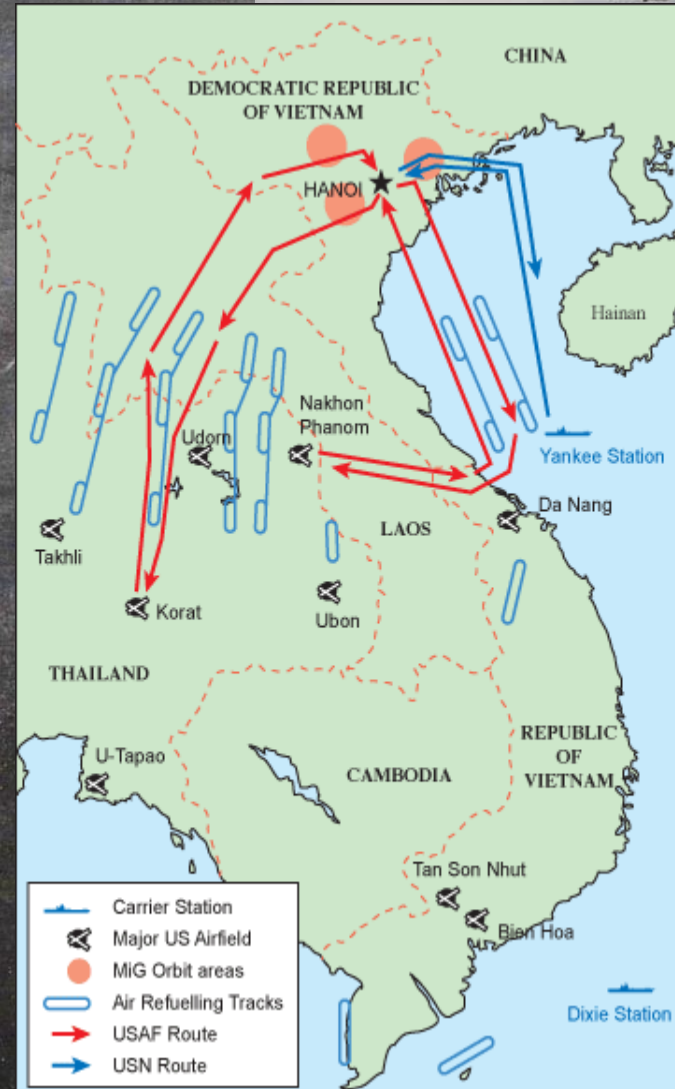 CHINA
DEMOCRATIC REPUBLIC
OF VIETNAM
HANOI
Hainan
Nakhon
Phanom
Udorn
Yankee Station
Da Nang
LAOS
Takhli
Korat
Ubon
THAILAND
REPUBLIC
OF
VIETNAM
U-Tapao
CAMBODIA
Tan Son Nhut
Bien Hoa
Dixie Station
Carrier Station
Major US Airfield
MiG Orbit areas
Air Refuelling Tracks
USAF Route
USN Route